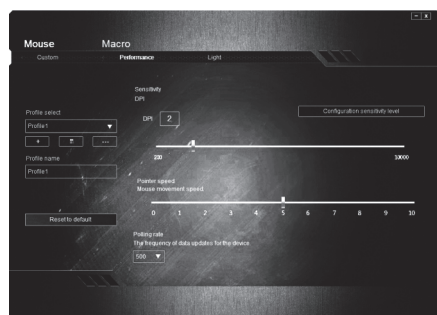 - x
Mouse Macro
Custom Performance Light
Sensitivity
DPI
Profile select
DPI 2
Configuration sensitivity level
Profile1
+ ...
Profile name
200 10000
Profile1
Pointer speed
Mouse movement speed
0 1 2 3 4 5 6 7 8 9 10
Reset to default
Polling rate
The frequency of data updates for the device
500